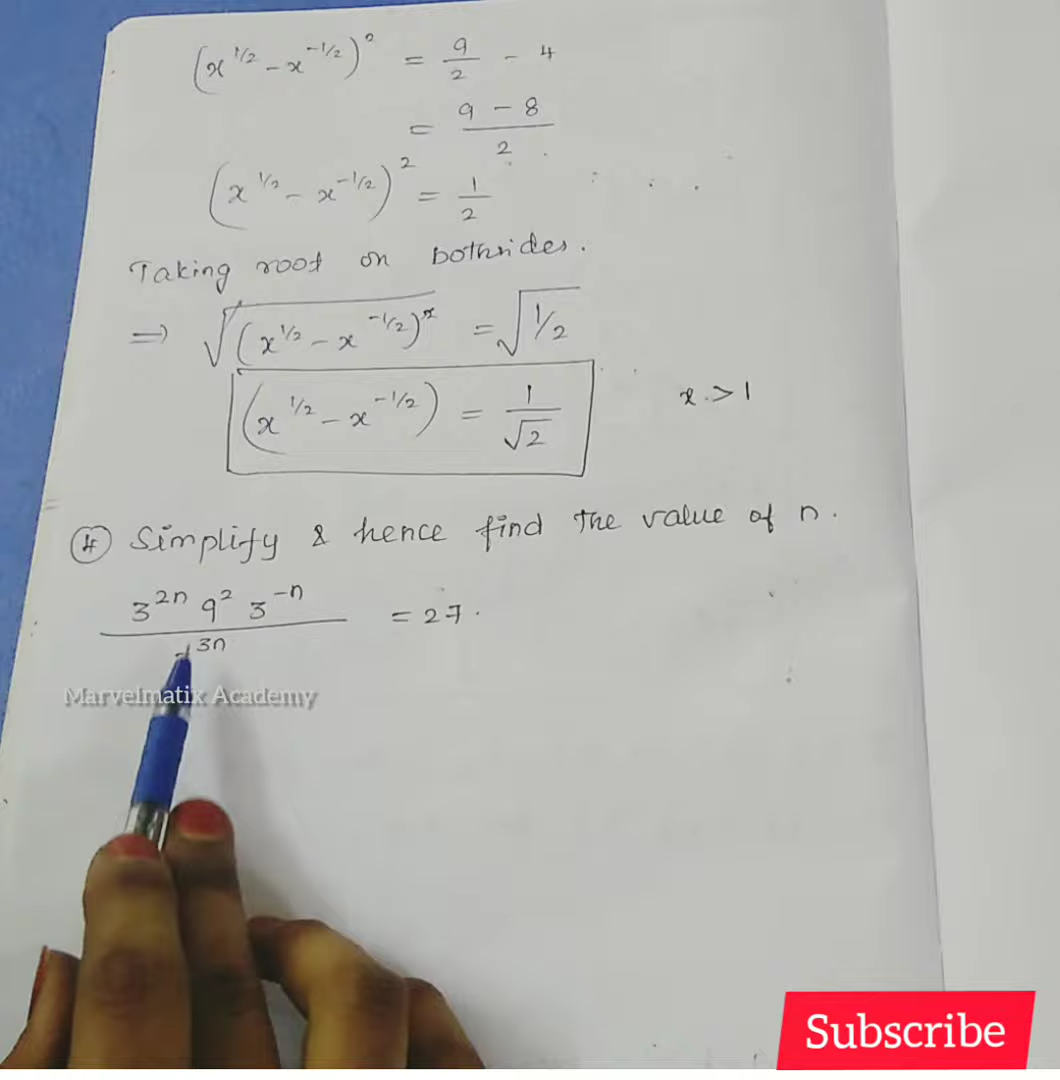 (x^1/2 - x^-1/2)^2 = 9/2 - 4
= 9 - 8 / 2
(x^1/2 - x^-1/2)^2 = 1/2
Taking root on bothsides.
⇒ √(x^1/2 - x^-1/2)^2 = √1/2
(x^1/2 - x^-1/2) = 1/√2 x > 1
④ Simplify & hence find the value of n.
3^2n 9^2 3^-n / ^3n = 27.
Marvelmatix Academy
Subscribe